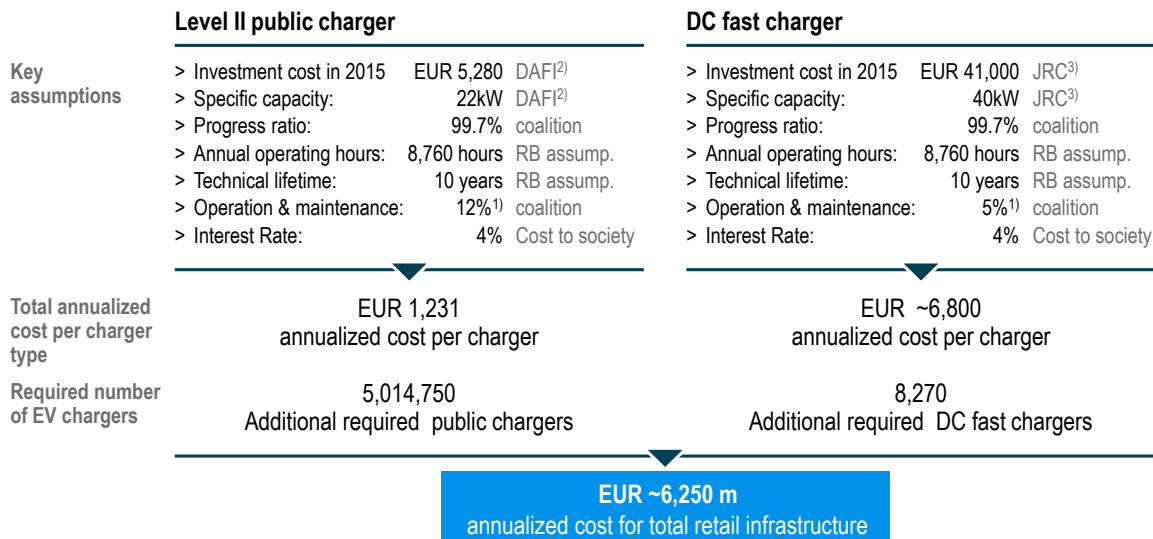 Level II public charger
DC fast charger
Key
assumptions
> Investment cost in 2015 EUR 5,280 DAFI2)
> Specific capacity: 22kW DAFI2)
> Progress ratio: 99.7% coalition
> Annual operating hours: 8,760 hours RB assump.
> Technical lifetime: 10 years RB assump.
> Operation & maintenance: 12%1) coalition
> Interest Rate: 4% Cost to society
> Investment cost in 2015 EUR 41,000 JRC3)
> Specific capacity: 40kW JRC3)
> Progress ratio: 99.7% coalition
> Annual operating hours: 8,760 hours RB assump.
> Technical lifetime: 10 years RB assump.
> Operation & maintenance: 5%1) coalition
> Interest Rate: 4% Cost to society
Total annualized
cost per charger
type
EUR 1,231
annualized cost per charger
EUR ~6,800
annualized cost per charger
Required number
of EV chargers
5,014,750
Additional required public chargers
8,270
Additional required DC fast chargers
EUR ~6,250 m
annualized cost for total retail infrastructure